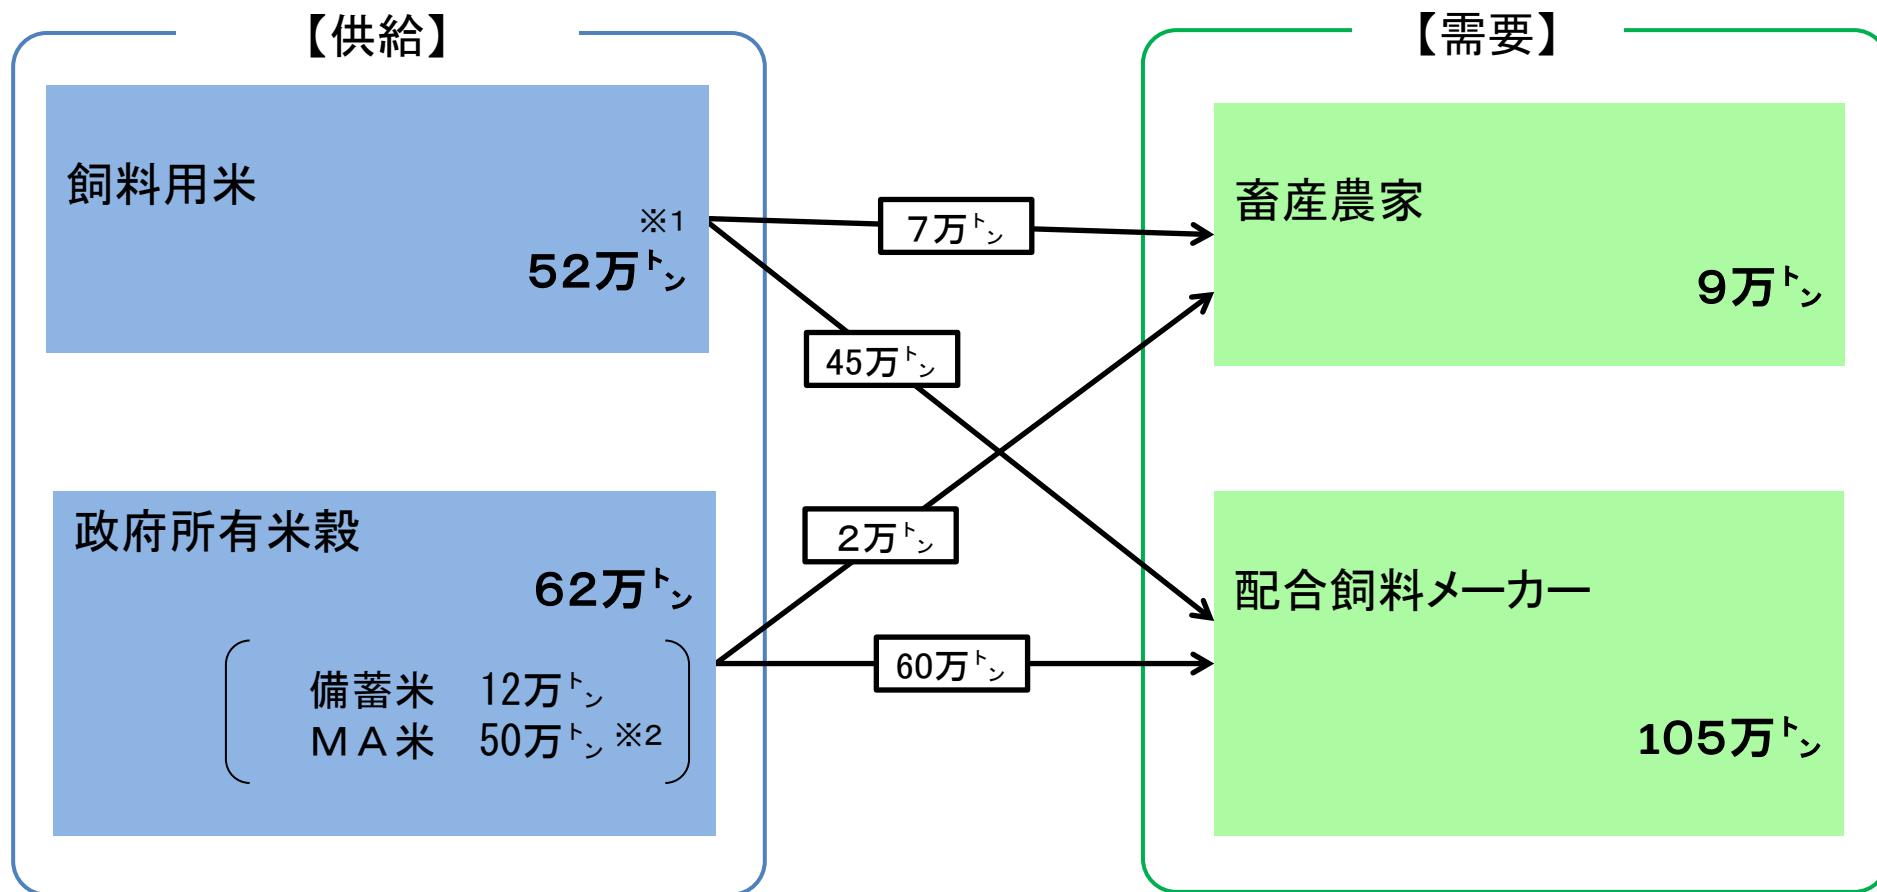 【供給】
飼料用米
※1
52万トン
政府所有米穀
62万トン
備蓄米 12万トン
MA米 50万トン ※2
7万トン
45万トン
2万トン
60万トン
【需要】
畜産農家
9万トン
配合飼料メーカー
105万トン